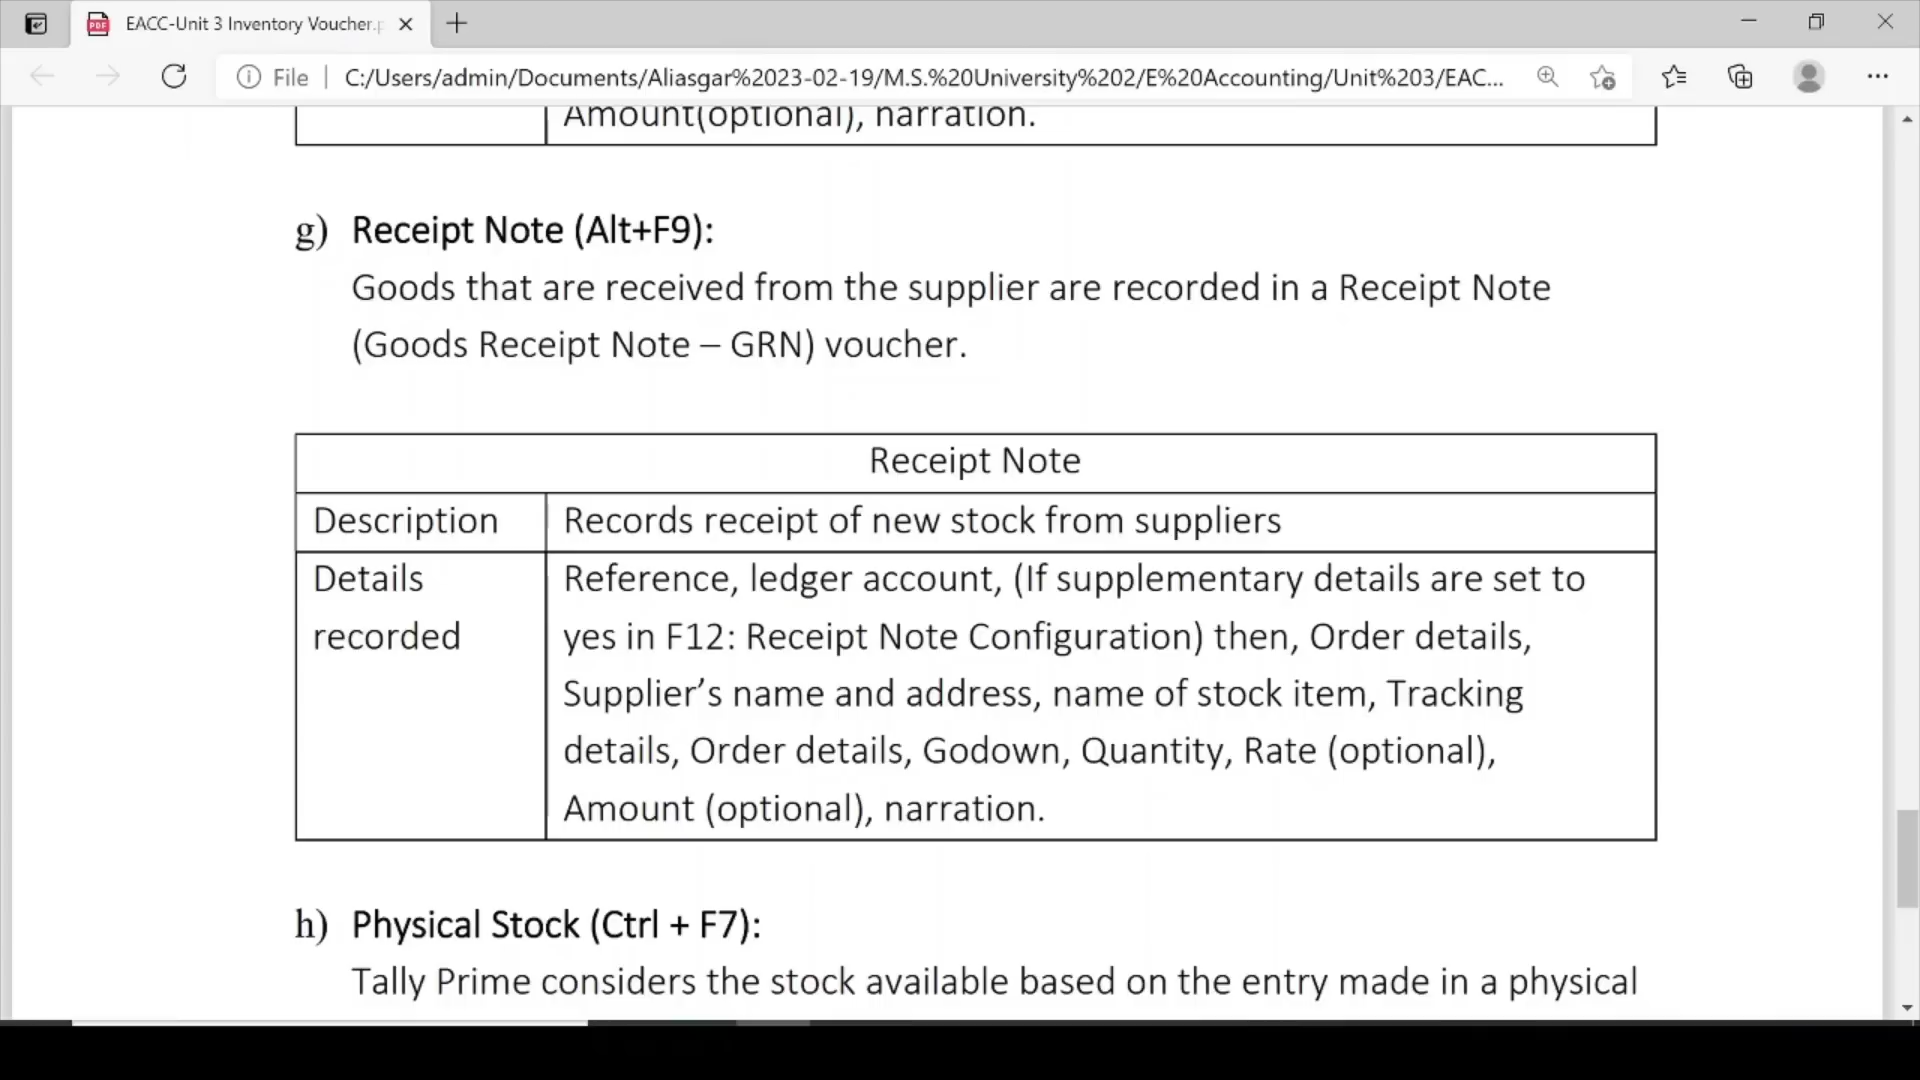 EACC-Unit 3 Inventory Voucher.p
File
C:/Users/admin/Documents/Aliasgar%2023-02-19/M.S.%20University%202/E%20Accounting/Unit%203/EAC...
Amount(optional), narration.
g) Receipt Note (Alt+F9):
Goods that are received from the supplier are recorded in a Receipt Note
(Goods Receipt Note – GRN) voucher.
Receipt Note
Description Records receipt of new stock from suppliers
Details Reference, ledger account, (If supplementary details are set to
recorded yes in F12: Receipt Note Configuration) then, Order details,
Supplier’s name and address, name of stock item, Tracking
details, Order details, Godown, Quantity, Rate (optional),
Amount (optional), narration.
h) Physical Stock (Ctrl + F7):
Tally Prime considers the stock available based on the entry made in a physical